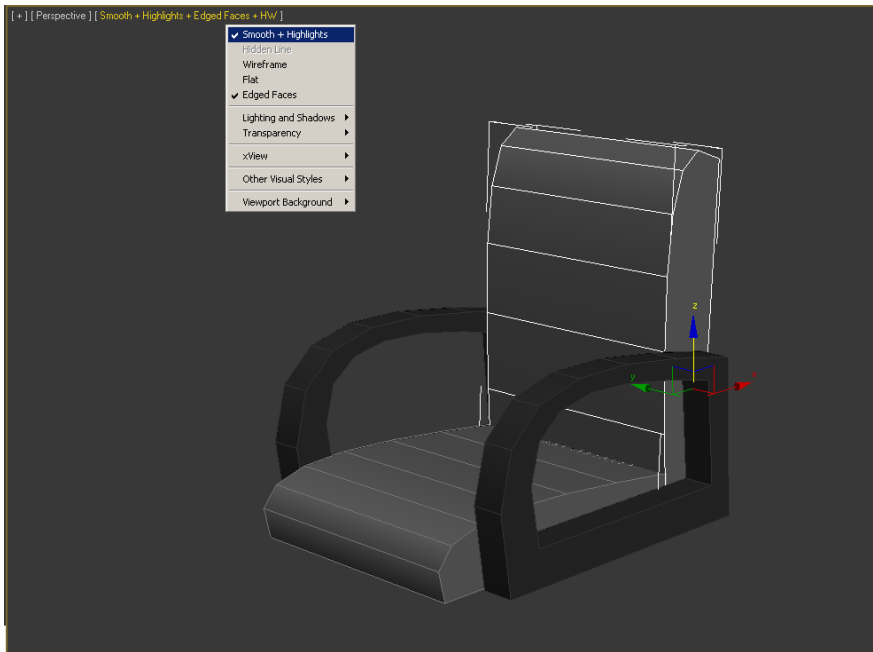 [ + ] [ Perspective ] [ Smooth + Highlights + Edged Faces + HW ]
Smooth + Highlights
Hidden Line
Wireframe
Flat
Edged Faces
Lighting and Shadows
Transparency
xView
Other Visual Styles
Viewport Background
z
y